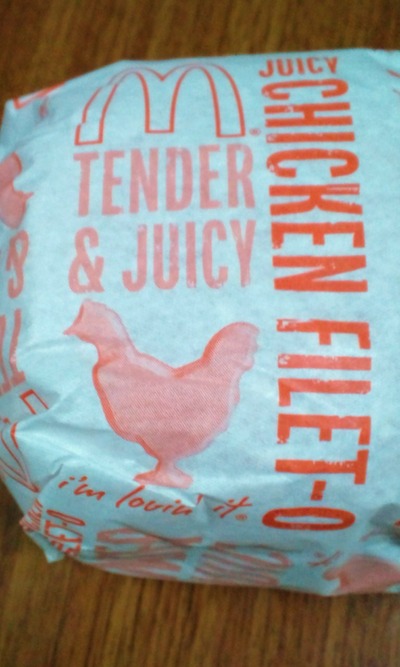 TENDER
& JUICY
i'm lovin' it®
JUICY
CHICKEN FILET-O